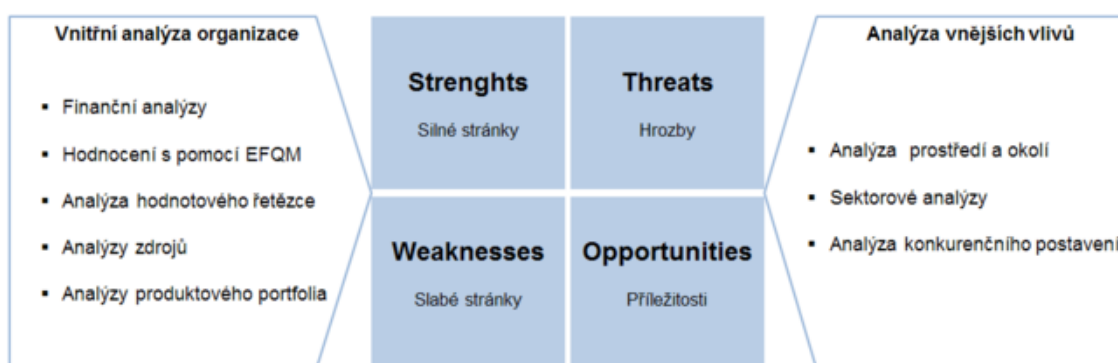 Vnitřní analýza organizace
▪ Finanční analýzy
▪ Hodnocení s pomocí EFQM
▪ Analýza hodnotového řetězce
▪ Analýzy zdrojů
▪ Analýzy produktového portfolia
Strenghts
Silné stránky
Threats
Hrozby
Weaknesses
Slabé stránky
Opportunities
Příležitosti
Analýza vnějších vlivů
▪ Analýza prostředí a okolí
▪ Sektorové analýzy
▪ Analýza konkurenčního postavení